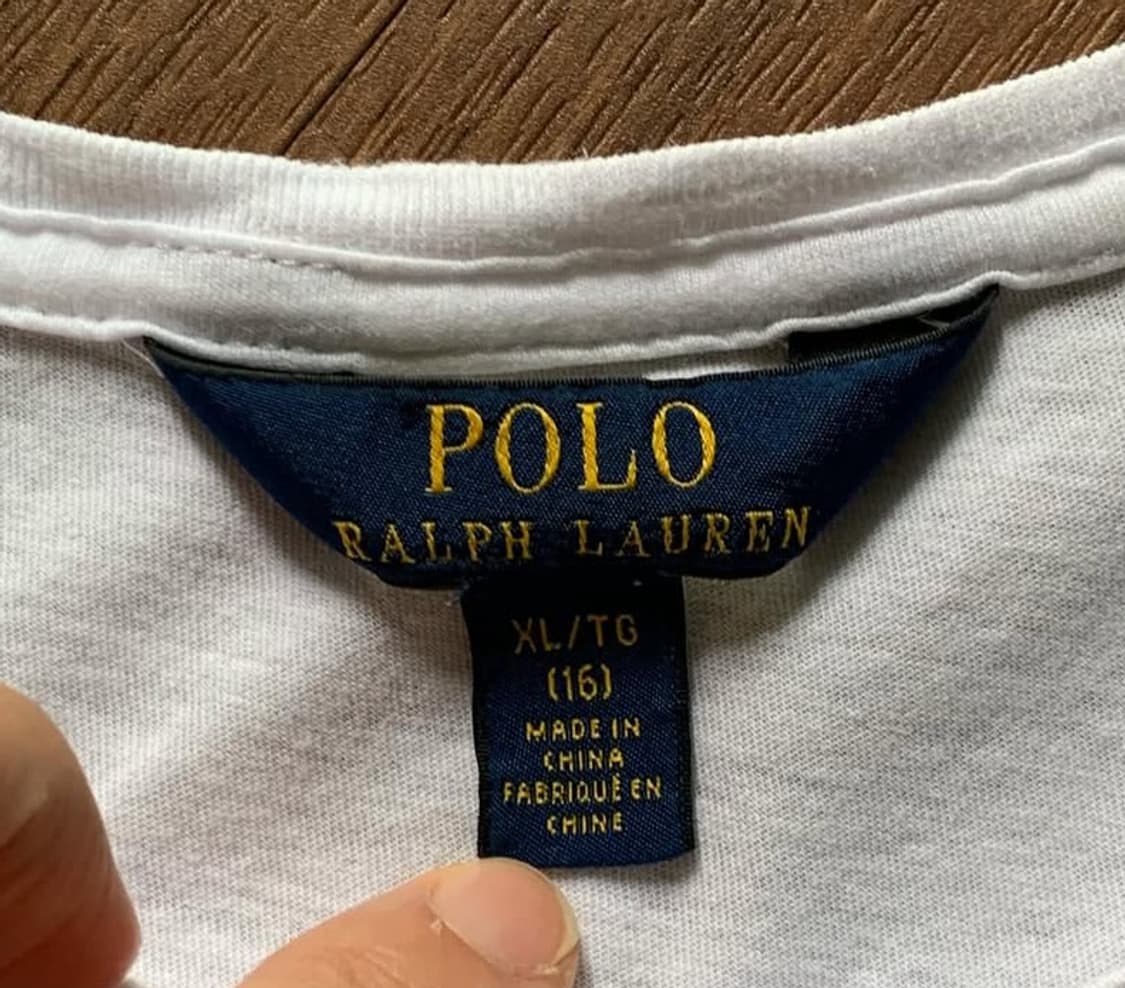 POLO
RALPH LAUREN
XL/TG
(16)
MADE IN
CHINA
FABRIQUÉ EN
CHINE